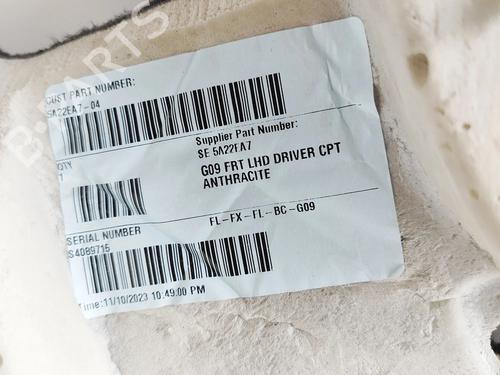 CUST PART NUMBER:
5A22EA7-04
Supplier Part Number:
SE 5A22EA7
QTY
1
G09 FRT LHD DRIVER CPT
ANTHRACITE
FL-FX-FL-BC-G09
SERIAL NUMBER
S4089715
Time:11/10/2023 10:49:00 PM
B-PARTS